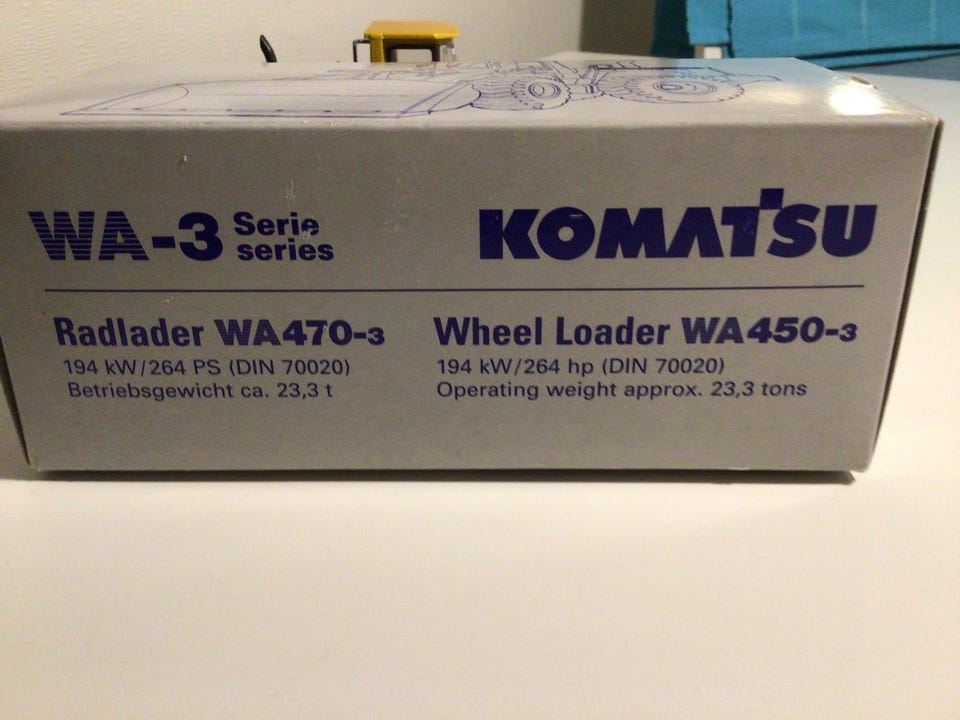 WA-3 Serie
series
KOMATSU
Radlader WA470-3
194 kW/264 PS (DIN 70020)
Betriebsgewicht ca. 23,3 t
Wheel Loader WA450-3
194 kW/264 hp (DIN 70020)
Operating weight approx. 23,3 tons